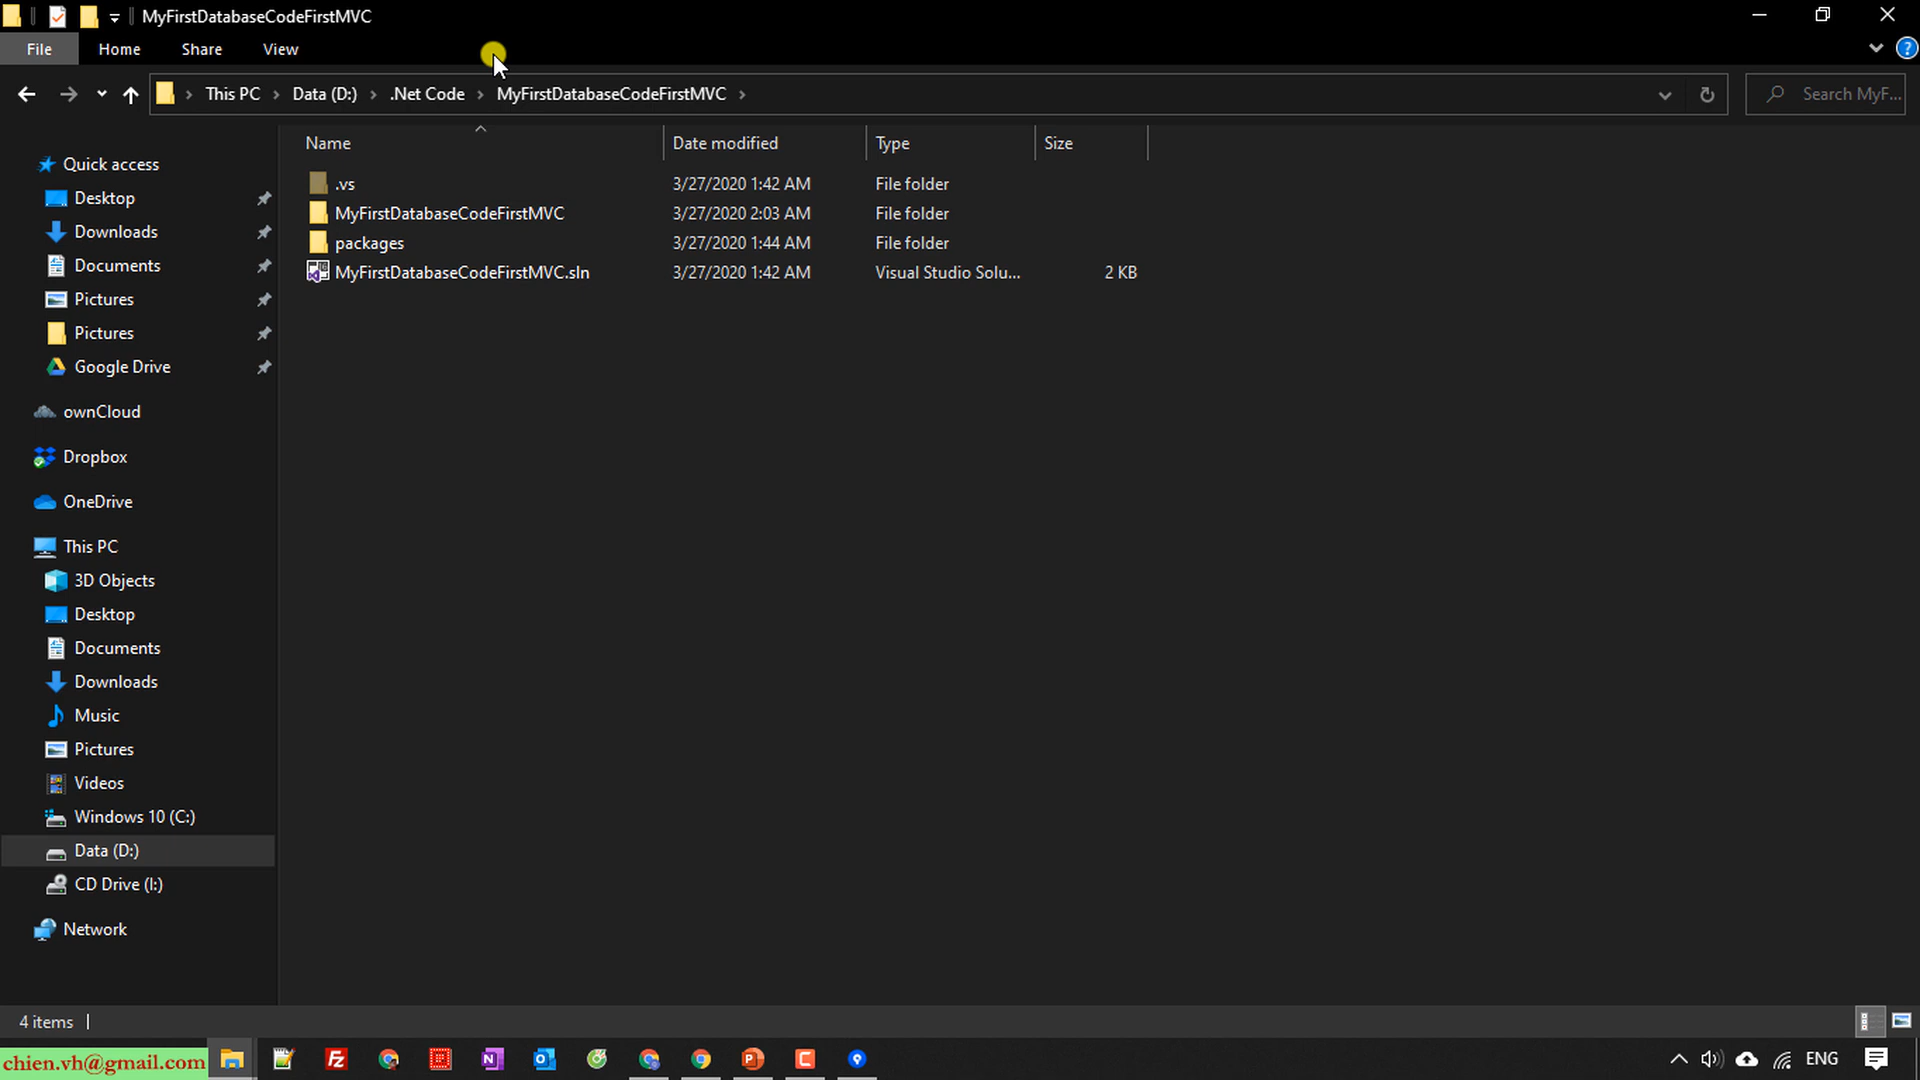 MyFirstDatabaseCodeFirstMVC
File Home Share View
This PC > Data (D:) > .Net Code > MyFirstDatabaseCodeFirstMVC >
Search MyF...
Name Date modified Type Size
.vs 3/27/2020 1:42 AM File folder
MyFirstDatabaseCodeFirstMVC 3/27/2020 2:03 AM File folder
packages 3/27/2020 1:44 AM File folder
MyFirstDatabaseCodeFirstMVC.sln 3/27/2020 1:42 AM Visual Studio Solu... 2 KB
Quick access
Desktop
Downloads
Documents
Pictures
Pictures
Google Drive
ownCloud
Dropbox
OneDrive
This PC
3D Objects
Desktop
Documents
Downloads
Music
Pictures
Videos
Windows 10 (C:)
Data (D:)
CD Drive (I:)
Network
4 items
chien.vh@gmail.com
ENG